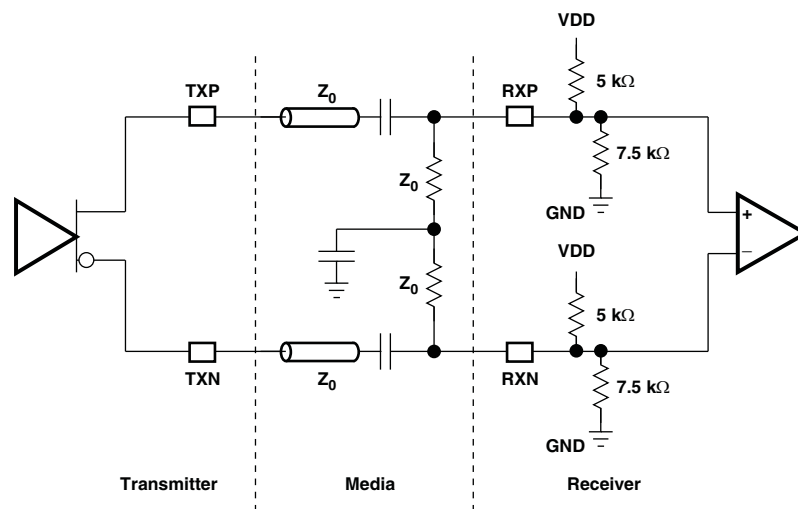 VDD
TXP
Z0
RXP
5 kΩ
Z0
7.5 kΩ
GND
+
VDD
–
Z0
5 kΩ
TXN
Z0
RXN
7.5 kΩ
GND
Transmitter
Media
Receiver